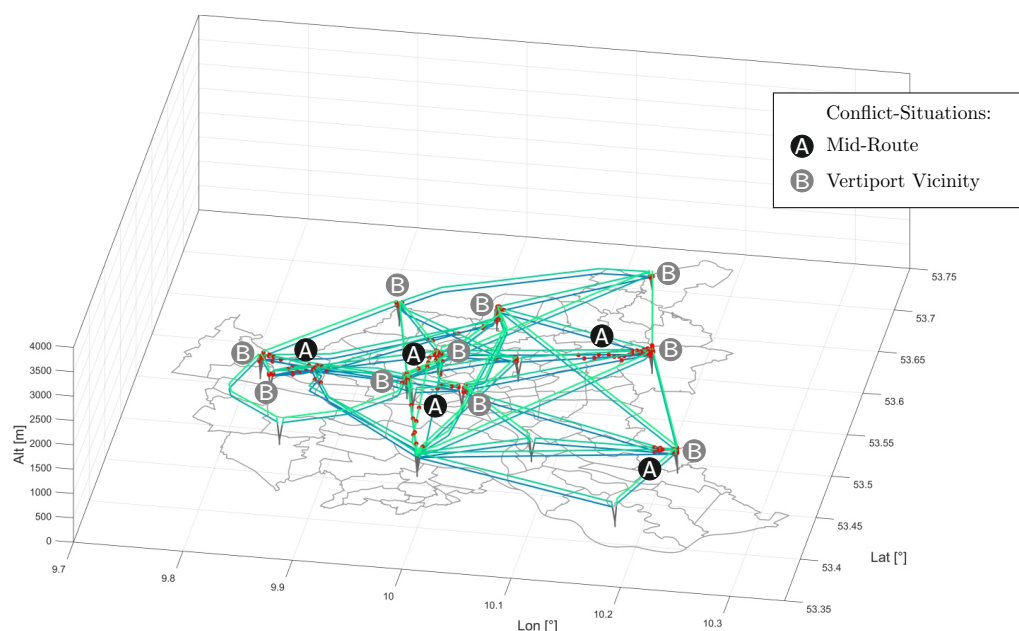 Conflict-Situations:
A Mid-Route
B Vertiport Vicinity
B
B
B
A
B
A
A
B
B
B
B
B
A
B
A
4000
3500
3000
2500
2000
1500
1000
500
0
Alt [m]
9.7
9.8
9.9
10
10.1
10.2
10.3
Lon [°]
53.75
53.7
53.65
53.6
53.55
53.5
53.45
53.4
53.35
Lat [°]